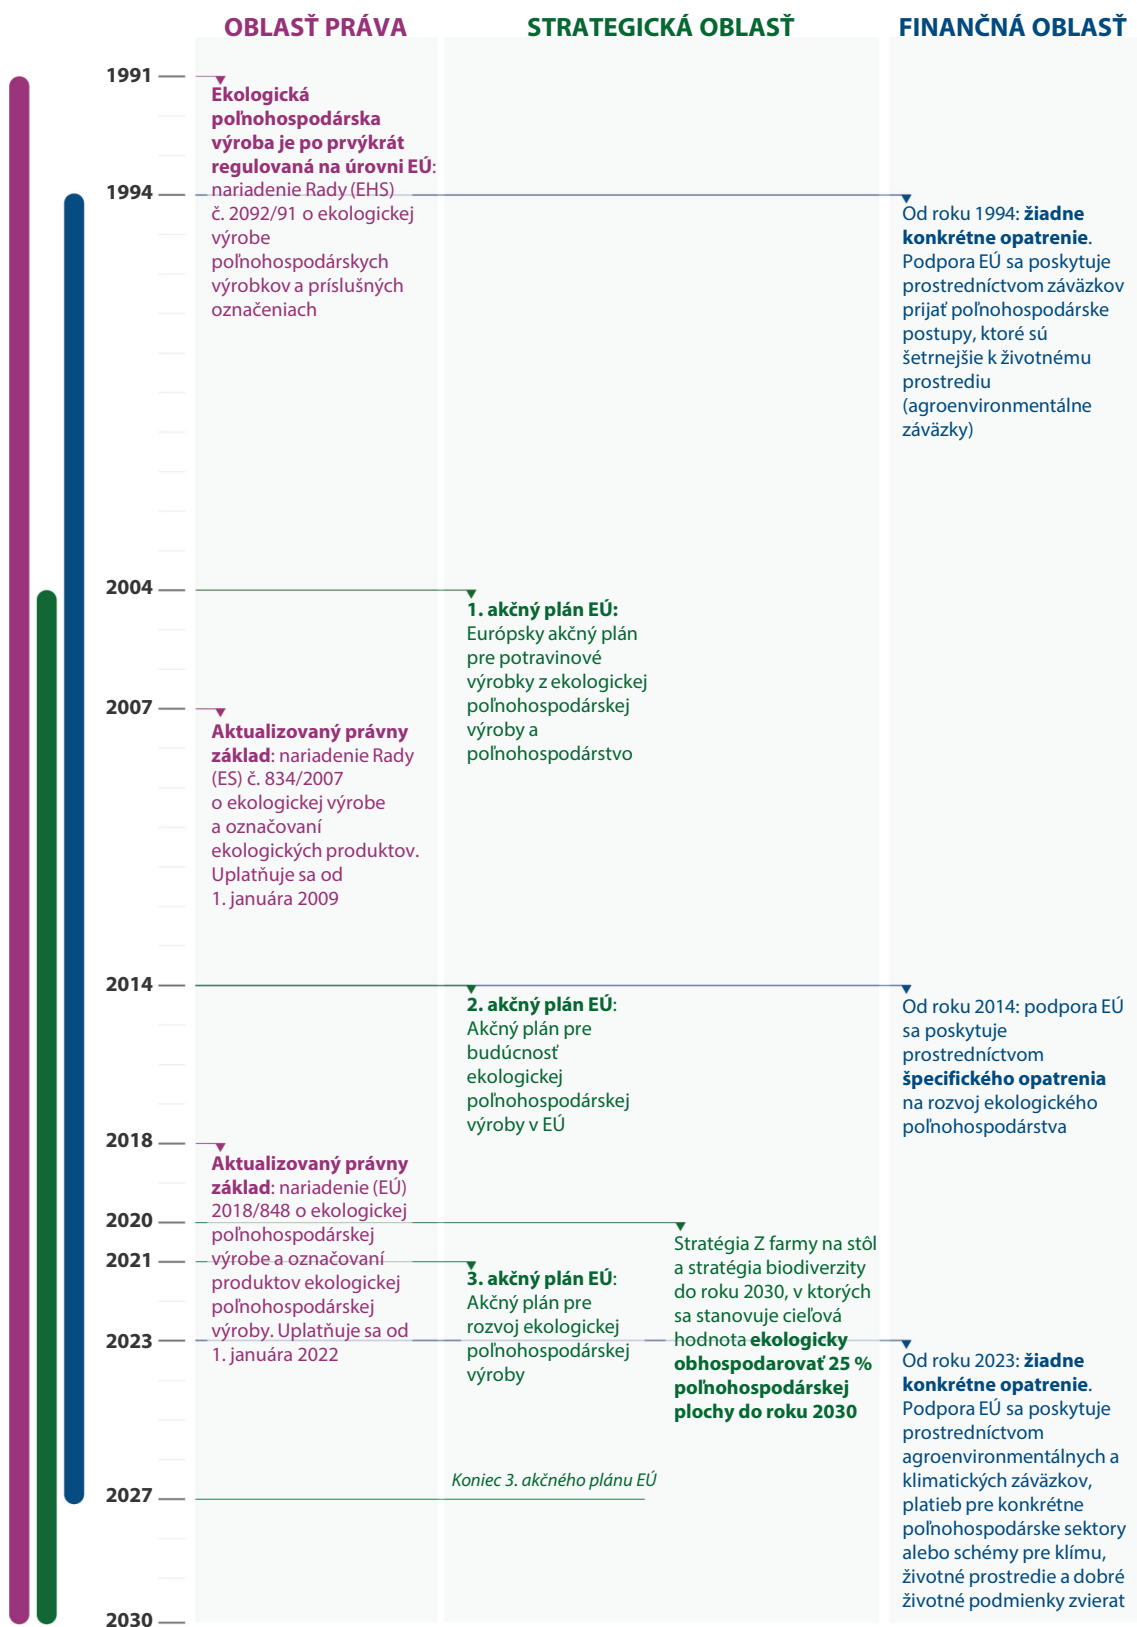 OBLASŤ PRÁVA
STRATEGICKÁ OBLASŤ
FINANČNÁ OBLASŤ
1991
Ekologická
poľnohospodárska
výroba je po prvýkrát
regulovaná na úrovni EÚ:
nariadenie Rady (EHS)
č. 2092/91 o ekologickej
výrobe
poľnohospodárskych
výrobkov a príslušných
označeniach
1994
Od roku 1994: žiadne
konkrétne opatrenie.
Podpora EÚ sa poskytuje
prostredníctvom záväzkov
prijať poľnohospodárske
postupy, ktoré sú
šetrnejšie k životnému
prostrediu
(agroenvironmentálne
záväzky)
2004
1. akčný plán EÚ:
Európsky akčný plán
pre potravinové
výrobky z ekologickej
poľnohospodárskej
výroby a
poľnohospodárstvo
2007
Aktualizovaný právny
základ: nariadenie Rady
(ES) č. 834/2007
o ekologickej výrobe
a označovaní
ekologických produktov.
Uplatňuje sa od
1. januára 2009
2014
2. akčný plán EÚ:
Akčný plán pre
budúcnosť
ekologickej
poľnohospodárskej
výroby v EÚ
Od roku 2014: podpora EÚ
sa poskytuje
prostredníctvom
špecifického opatrenia
na rozvoj ekologického
poľnohospodárstva
2018
Aktualizovaný právny
základ: nariadenie (EÚ)
2018/848 o ekologickej
poľnohospodárskej
výrobe a označovaní
produktov ekologickej
poľnohospodárskej
výroby. Uplatňuje sa od
1. januára 2022
2020
Stratégia Z farmy na stôl
a stratégia biodiverzity
do roku 2030, v ktorých
sa stanovuje cieľová
hodnota ekologicky
obhospodarovať 25 %
poľnohospodárskej
plochy do roku 2030
2021
3. akčný plán EÚ:
Akčný plán pre
rozvoj ekologickej
poľnohospodárskej
výroby
2023
Od roku 2023: žiadne
konkrétne opatrenie.
Podpora EÚ sa poskytuje
prostredníctvom
agroenvironmentálnych a
klimatických záväzkov,
platieb pre konkrétne
poľnohospodárske sektory
alebo schémy pre klímu,
životné prostredie a dobré
životné podmienky zvierat
Koniec 3. akčného plánu EÚ
2027
2030